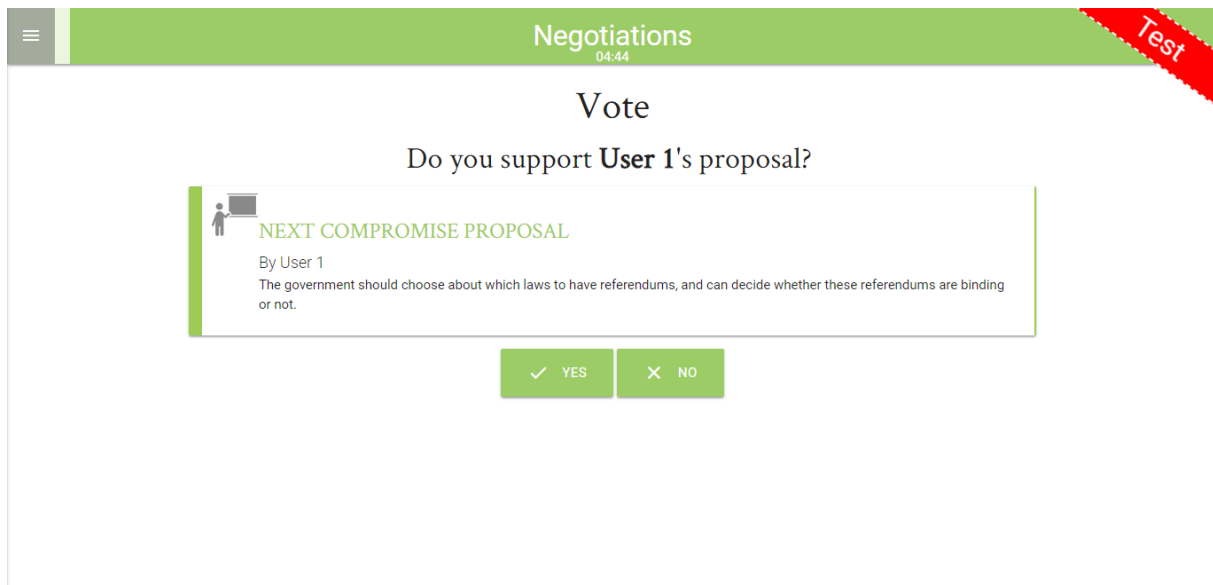 Negotiations
04:44
Test
Vote
Do you support User 1's proposal?
NEXT COMPROMISE PROPOSAL
By User 1
The government should choose about which laws to have referendums, and can decide whether these referendums are binding
or not.
YES
NO